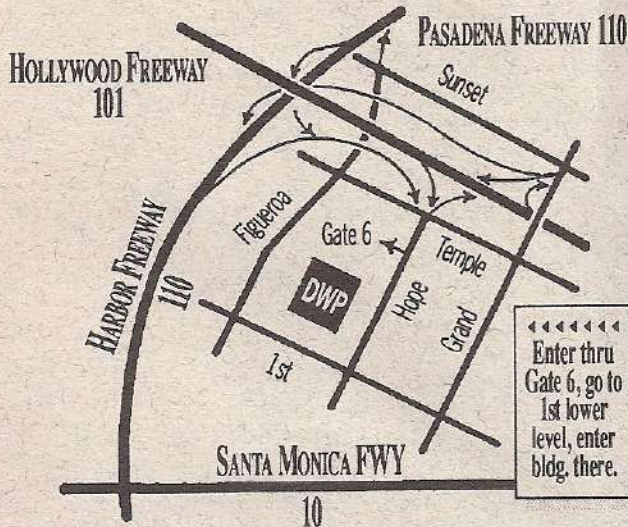 PASADENA FREEWAY 110
HOLLYWOOD FREEWAY
101
Sunset
Figueroa
Gate 6
Temple
HARBOR FREEWAY
110
DWP
Hope
Grand
1st
Enter thru
Gate 6, go to
1st lower
level, enter
bldg. there.
SANTA MONICA FWY
10